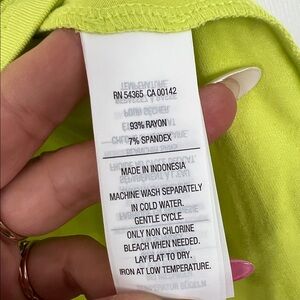 RN 54365 CA 00142
93% RAYON
7% SPANDEX
MADE IN INDONESIA
MACHINE WASH SEPARATELY
IN COLD WATER.
GENTLE CYCLE.
ONLY NON CHLORINE
BLEACH WHEN NEEDED.
LAY FLAT TO DRY.
IRON AT LOW TEMPERATURE.